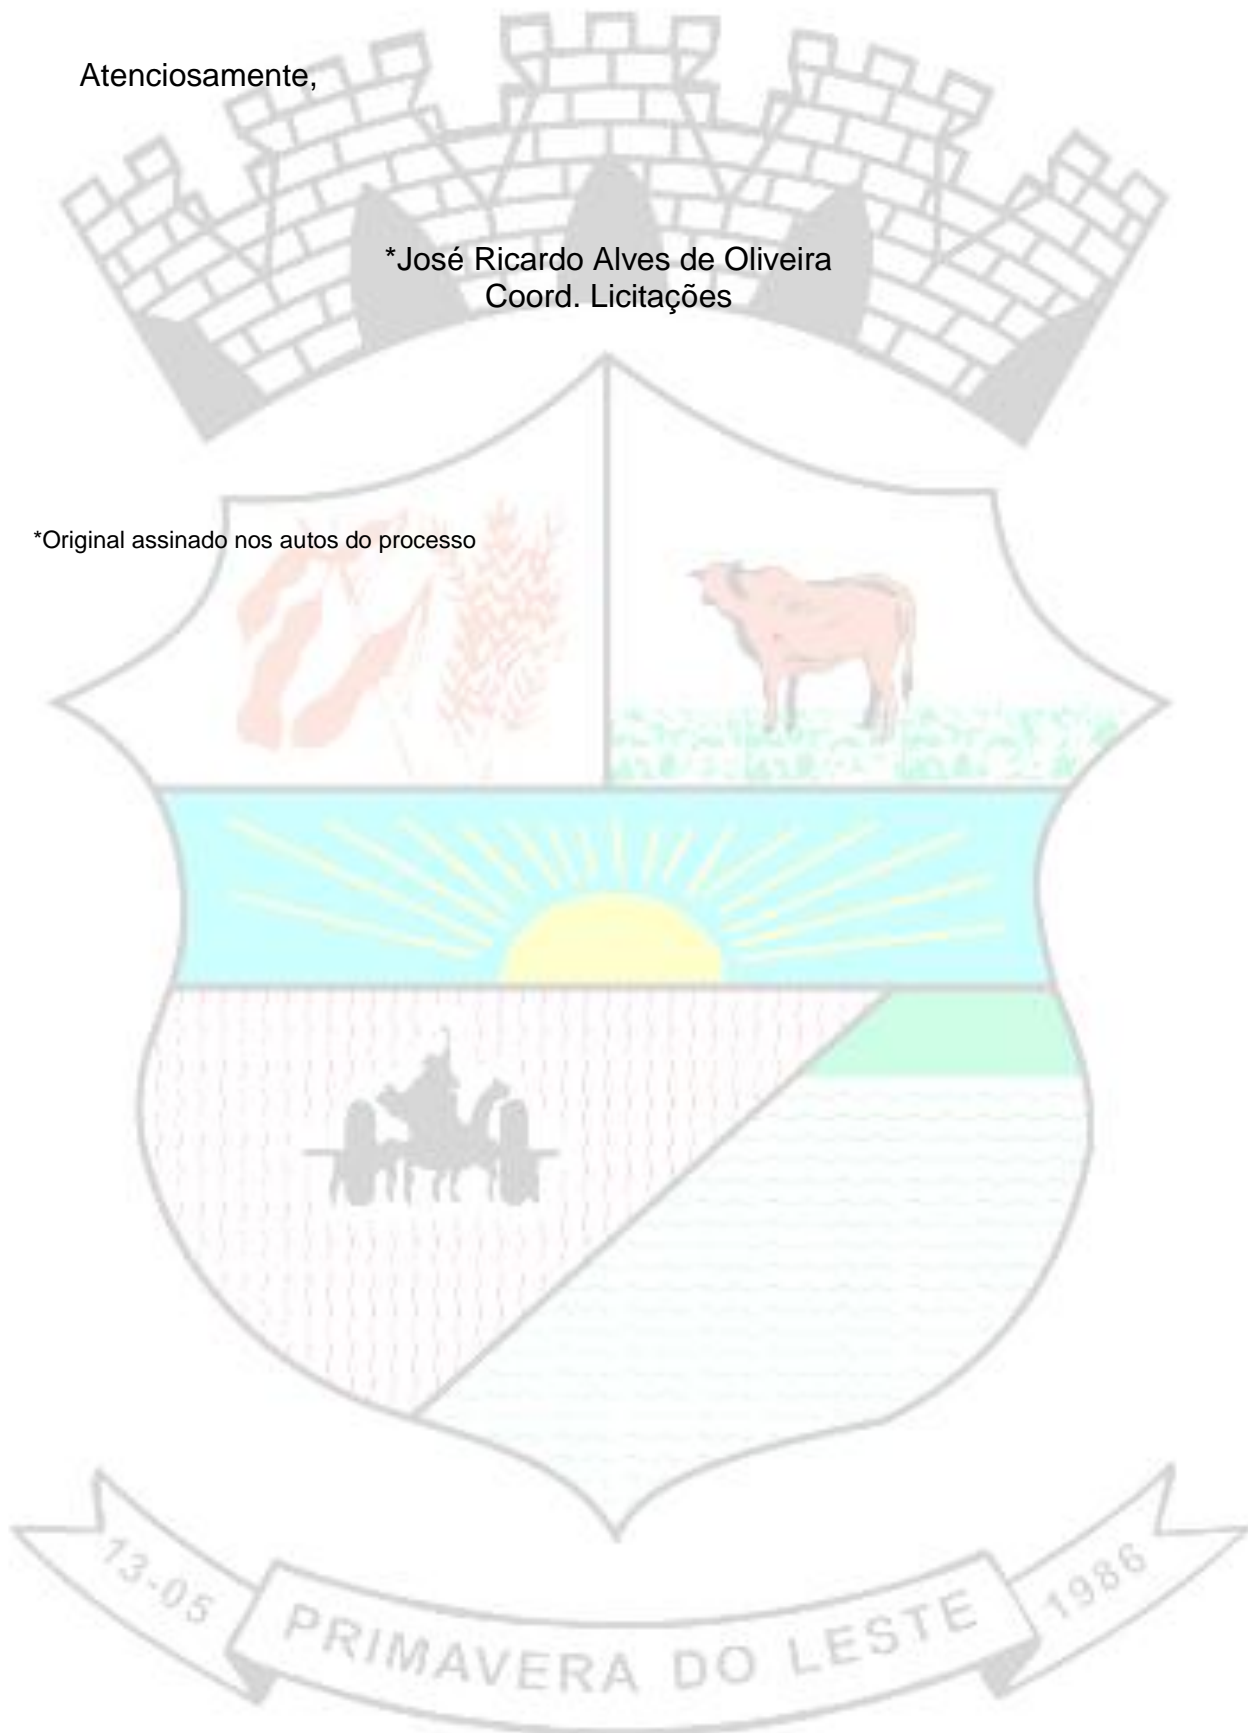 Atenciosamente,
*José Ricardo Alves de Oliveira
Coord. Licitações
*Original assinado nos autos do processo
13-05
PRIMAVERA DO LESTE
1986